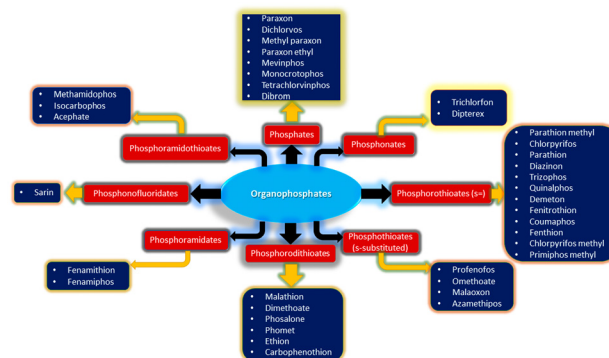 Paraxon
Dichlorvos
Methyl paraxon
Paraxon ethyl
Mevinphos
Monocrotophos
Tetrachlorvinphos
Dibrom
Methamidophos
Isocarbophos
Acephate
Trichlorfon
Dipterex
Phosphates
Phosphoramidothioates
Phosphonates
Parathion methyl
Chlorpyrifos
Parathion
Diazinon
Trizophos
Quinalphos
Demeton
Fenitrothion
Coumaphos
Fenthion
Chlorpyrifos methyl
Primiphos methyl
Sarin
Phosphonofluridates
Organophosphates
Phosphorothioates (s=)
Phosphoramidates
Phosphorodithioates
Phosphothioates
(s-substituted)
Fenamithion
Fenamiphos
Malathion
Dimethoate
Phosalone
Phomet
Ethion
Carbophenothion
Profenofos
Omethoate
Malaoxon
Azamethipos